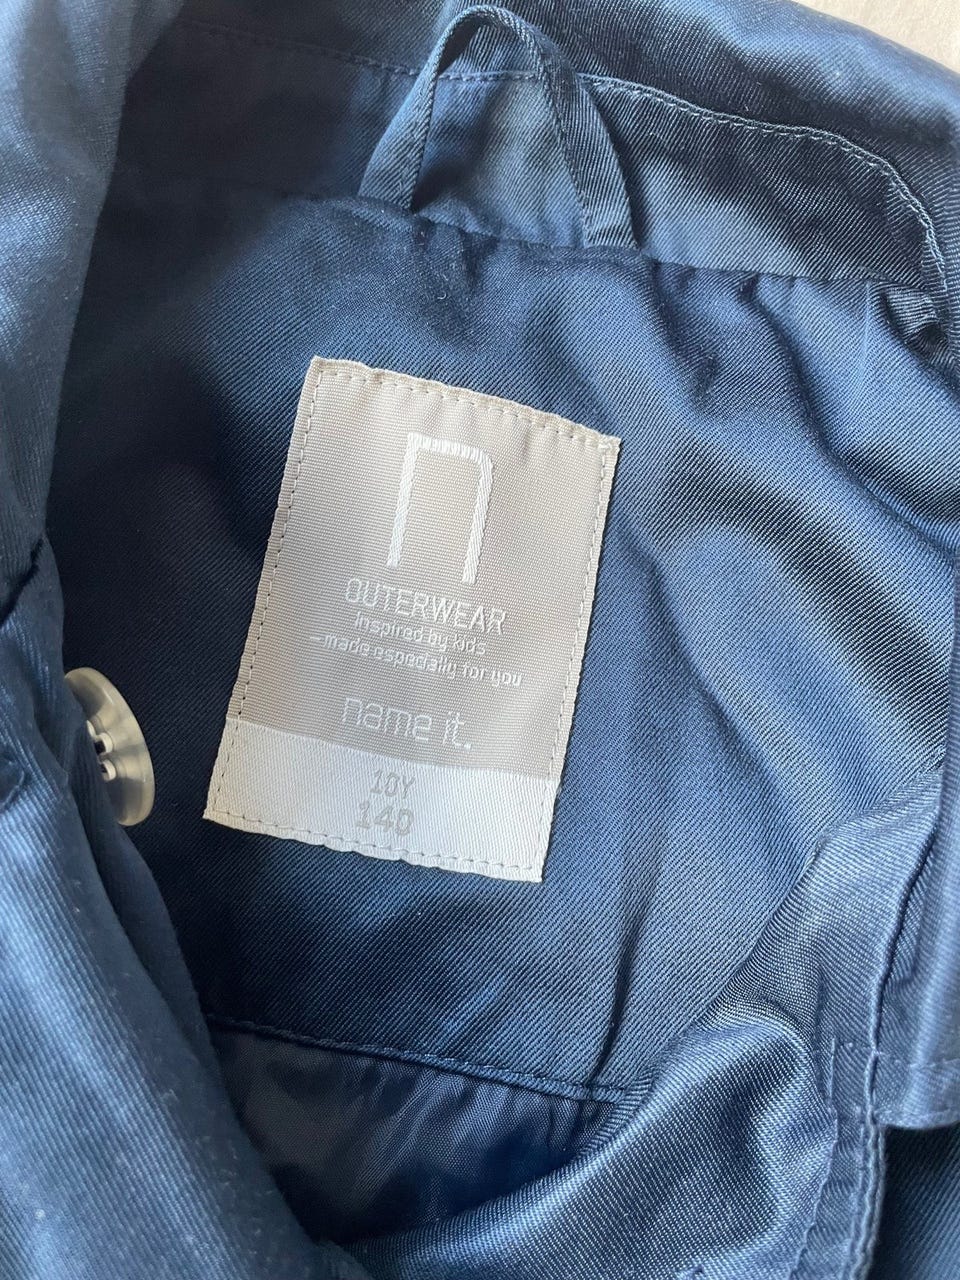 n
OUTERWEAR
inspired by kids
– made especially for you
name it.
10Y
140